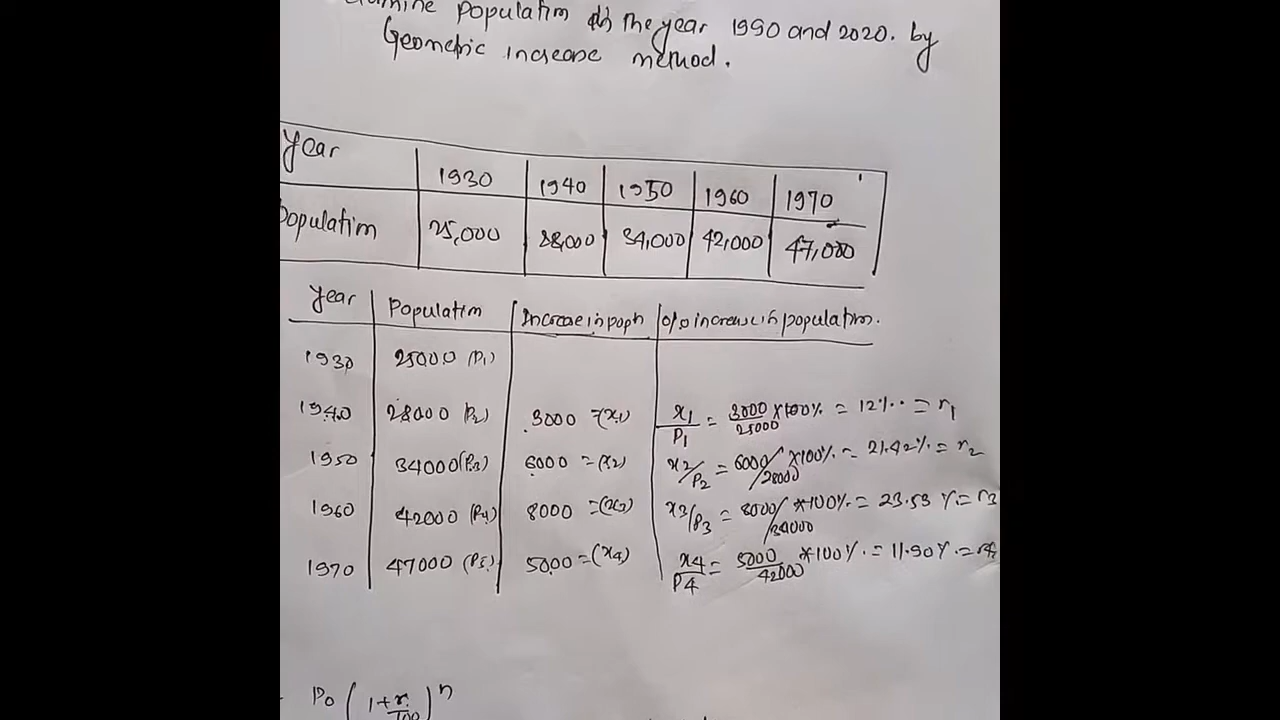 Population in the year 1990 and 2020. by
Geometric increase method.
Year 1930 1940 1950 1960 1970
Population 25,000 28,000 34,000 42,000 47,000
Year Population Increase in popn % increase in population.
1930 25000 (P1)
1940 28000 (P2) 3000 =(x1) x1/P1 = 3000/25000 *100% = 12% = r1
1950 34000 (P3) 6000 =(x2) x2/P2 = 6000/28000 *100% = 21.42% = r2
1960 42000 (P4) 8000 =(x3) x3/P3 = 8000/34000 *100% = 23.53 % = r3
1970 47000 (P5) 5000 =(x4) x4/P4 = 5000/42000 *100% = 11.90% = r4
P0 (1+r/100)^n